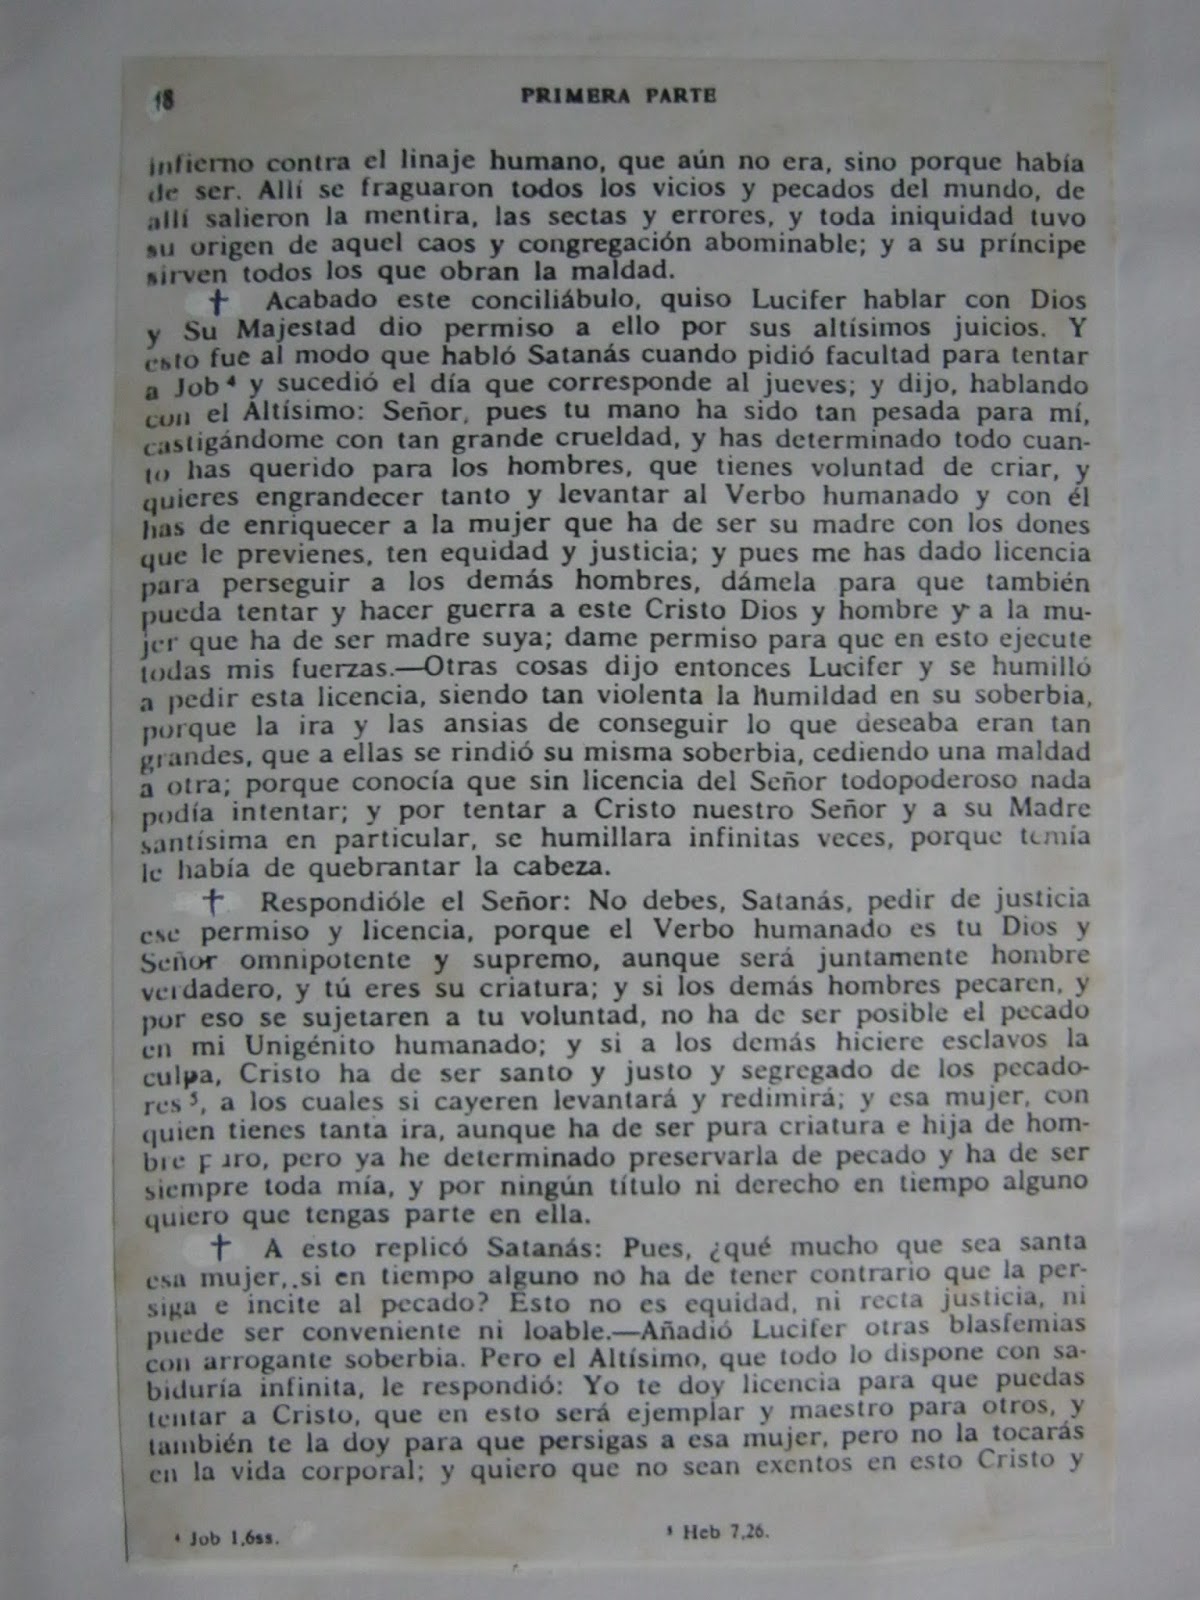 18
PRIMERA PARTE
infierno contra el linaje humano, que aún no era, sino porque había
de ser. Allí se fraguaron todos los vicios y pecados del mundo, de
allí salieron la mentira, las sectas y errores, y toda iniquidad tuvo
su origen de aquel caos y congregación abominable; y a su príncipe
sirven todos los que obran la maldad.
† Acabado este conciliábulo, quiso Lucifer hablar con Dios
y Su Majestad dio permiso a ello por sus altísimos juicios. Y
esto fue al modo que habló Satanás cuando pidió facultad para tentar
a Job ⁴ y sucedió el día que corresponde al jueves; y dijo, hablando
con el Altísimo: Señor, pues tu mano ha sido tan pesada para mí,
castigándome con tan grande crueldad, y has determinado todo cuan-
to has querido para los hombres, que tienes voluntad de criar, y
quieres engrandecer tanto y levantar al Verbo humanado y con él
has de enriquecer a la mujer que ha de ser su madre con los dones
que le previenes, ten equidad y justicia; y pues me has dado licencia
para perseguir a los demás hombres, dámela para que también
pueda tentar y hacer guerra a este Cristo Dios y hombre y a la mu-
jer que ha de ser madre suya; dame permiso para que en esto ejecute
todas mis fuerzas.—Otras cosas dijo entonces Lucifer y se humilló
a pedir esta licencia, siendo tan violenta la humildad en su soberbia,
porque la ira y las ansias de conseguir lo que deseaba eran tan
grandes, que a ellas se rindió su misma soberbia, cediendo una maldad
a otra; porque conocía que sin licencia del Señor todopoderoso nada
podía intentar; y por tentar a Cristo nuestro Señor y a su Madre
santísima en particular, se humillara infinitas veces, porque temía
le había de quebrantar la cabeza.
† Respondióle el Señor: No debes, Satanás, pedir de justicia
ese permiso y licencia, porque el Verbo humanado es tu Dios y
Señor omnipotente y supremo, aunque será juntamente hombre
verdadero, y tú eres su criatura; y si los demás hombres pecaren, y
por eso se sujetaren a tu voluntad, no ha de ser posible el pecado
en mi Unigénito humanado; y si a los demás hiciere esclavos la
culpa, Cristo ha de ser santo y justo y segregado de los pecado-
res ⁵, a los cuales si cayeren levantará y redimirá; y esa mujer, con
quien tienes tanta ira, aunque ha de ser pura criatura e hija de hom-
bre puro, pero ya he determinado preservarla de pecado y ha de ser
siempre toda mía, y por ningún título ni derecho en tiempo alguno
quiero que tengas parte en ella.
† A esto replicó Satanás: Pues, ¿qué mucho que sea santa
esa mujer, si en tiempo alguno no ha de tener contrario que la per-
siga e incite al pecado? Esto no es equidad, ni recta justicia, ni
puede ser conveniente ni loable.—Añadió Lucifer otras blasfemias
con arrogante soberbia. Pero el Altísimo, que todo lo dispone con sa-
biduría infinita, le respondió: Yo te doy licencia para que puedas
tentar a Cristo, que en esto será ejemplar y maestro para otros, y
también te la doy para que persigas a esa mujer, pero no la tocarás
en la vida corporal; y quiero que no sean exentos en esto Cristo y
⁴ Job 1,6ss.
⁵ Heb 7,26.